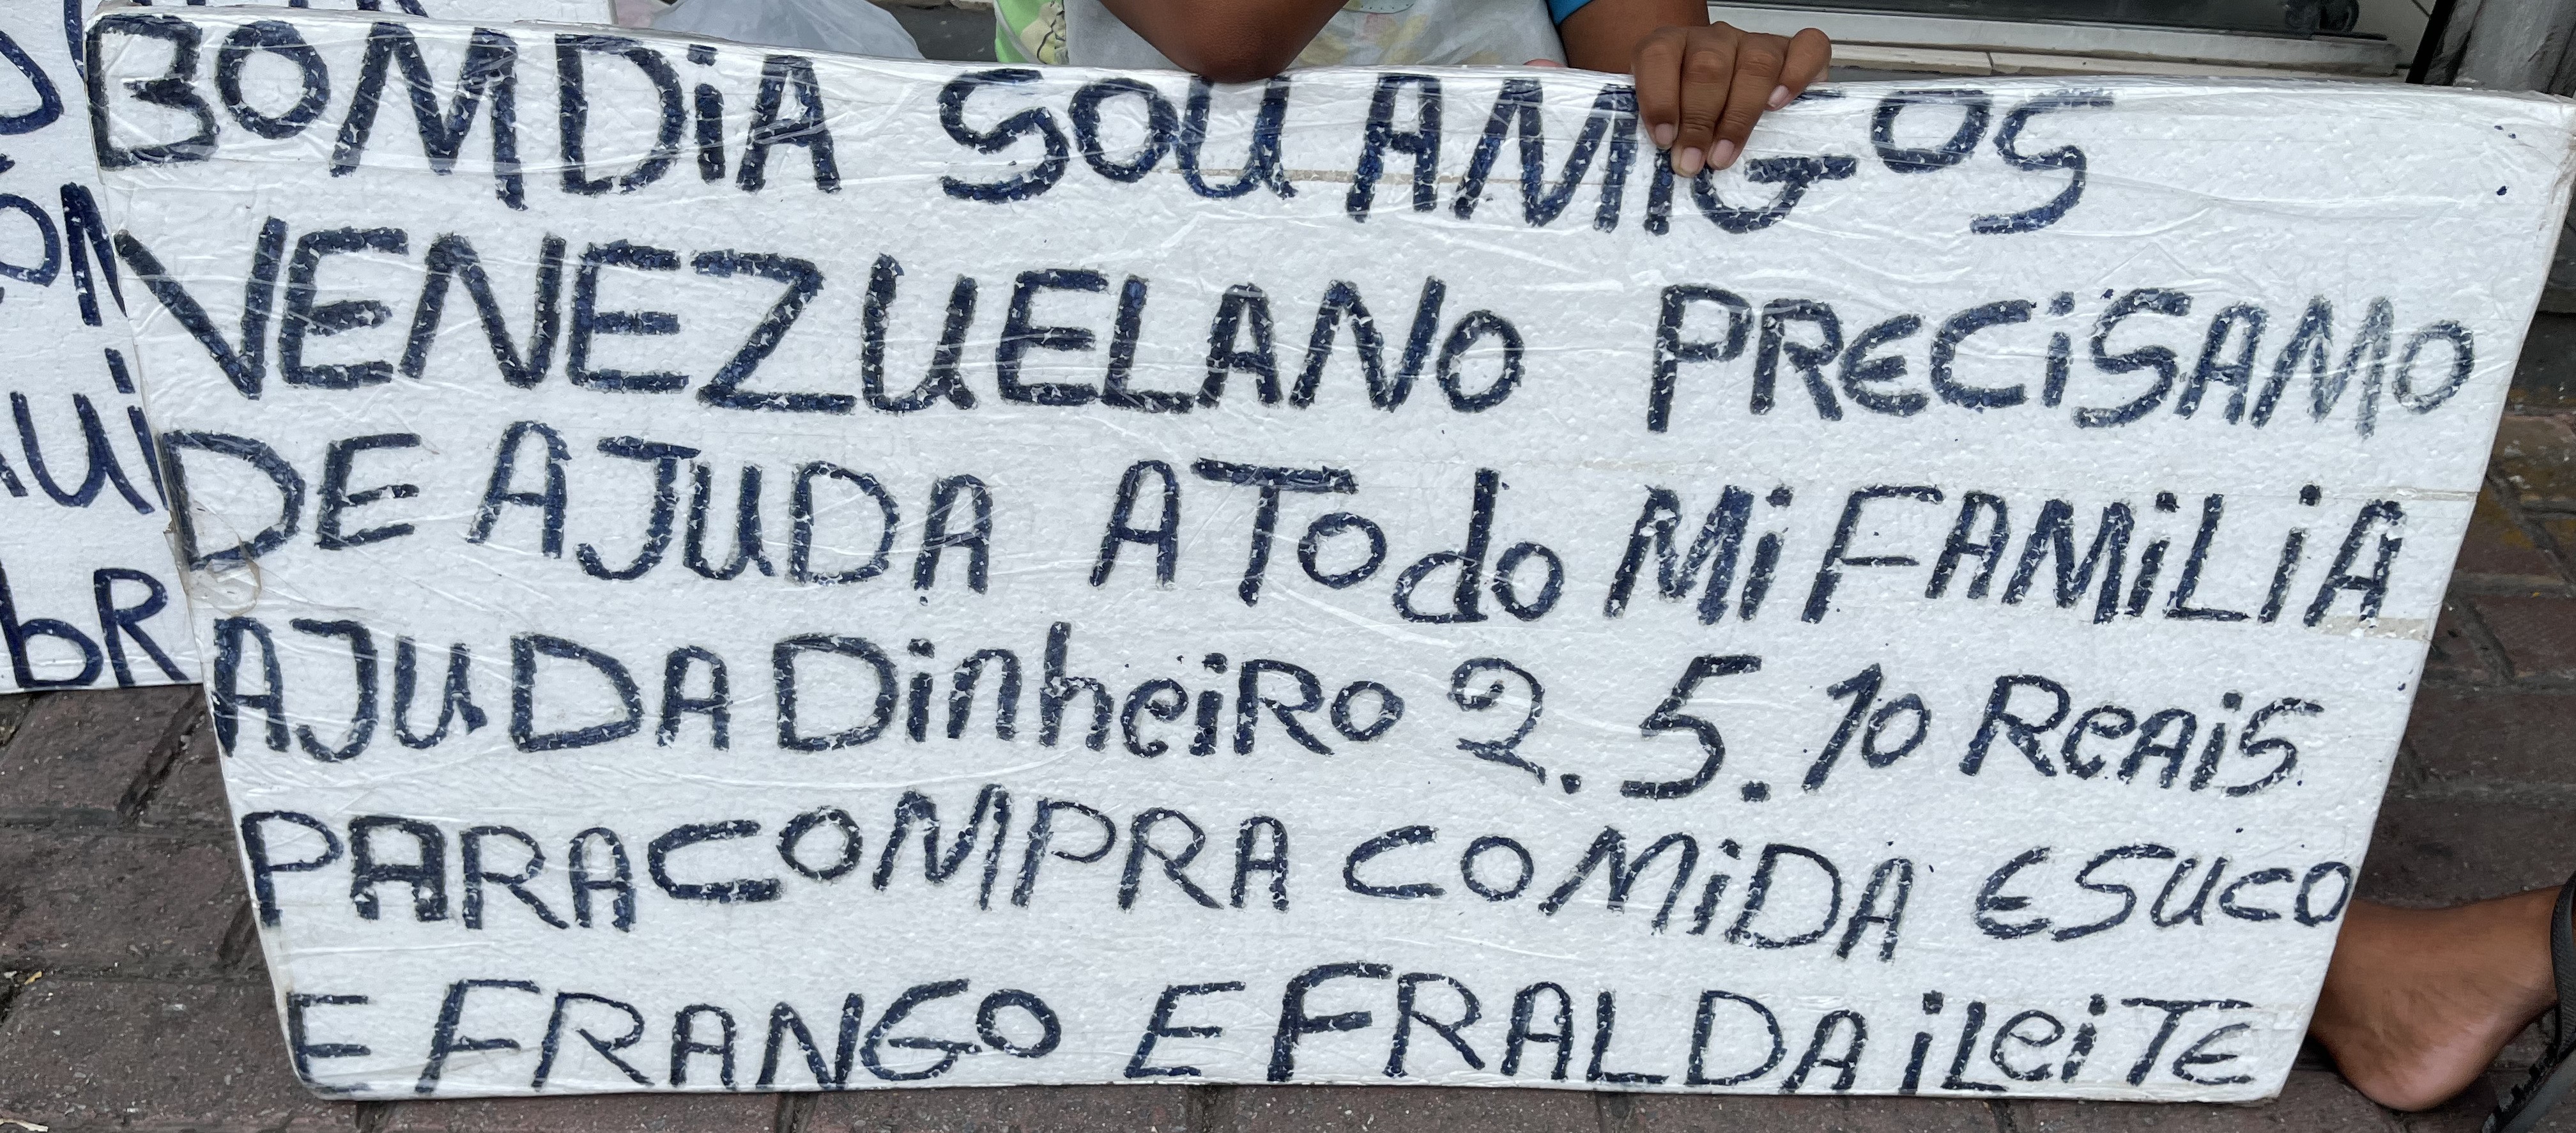 BOM DiA SOU AMiGOS
VENEZUELANO PRECiSAMO
DE AJUDA A Todo Mi FAMiLiA
AJUDA DinheiRo 2.5.10 ReAiS
PARA COMPRA COMiDA E SUCO
E FRANGO E FRALDA i LeiTE